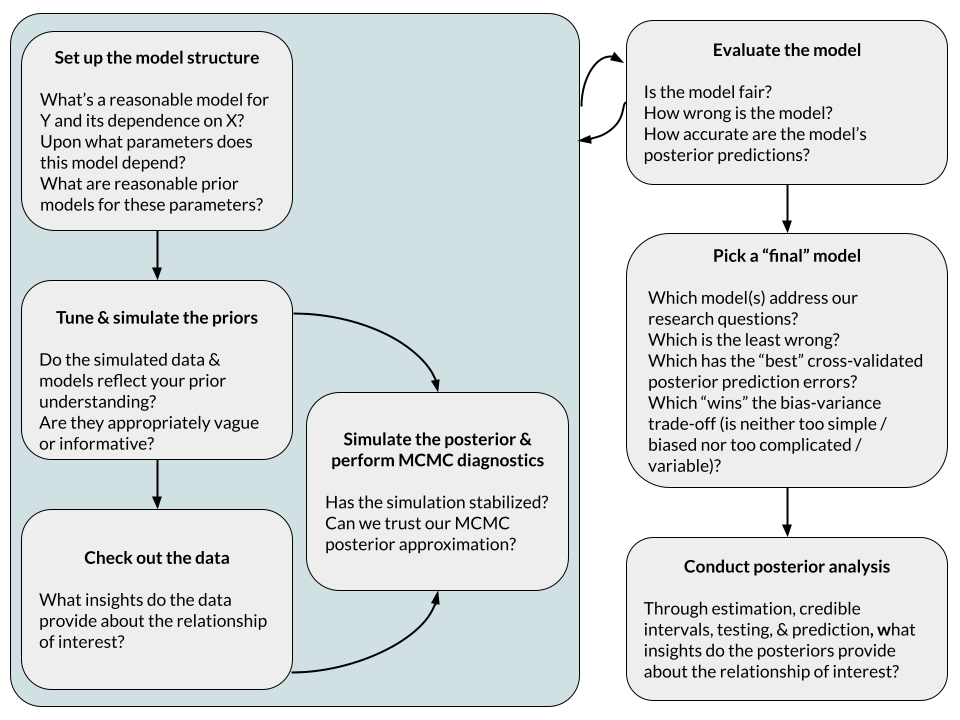 Set up the model structure
What's a reasonable model for
Y and its dependence on X?
Upon what parameters does
this model depend?
What are reasonable prior
models for these parameters?
Tune & simulate the priors
Do the simulated data &
models reflect your prior
understanding?
Are they appropriately vague
or informative?
Check out the data
What insights do the data
provide about the relationship
of interest?
Simulate the posterior &
perform MCMC diagnostics
Has the simulation stabilized?
Can we trust our MCMC
posterior approximation?
Evaluate the model
Is the model fair?
How wrong is the model?
How accurate are the model's
posterior predictions?
Pick a “final” model
Which model(s) address our
research questions?
Which is the least wrong?
Which has the “best” cross-validated
posterior prediction errors?
Which “wins” the bias-variance
trade-off (is neither too simple /
biased nor too complicated /
variable)?
Conduct posterior analysis
Through estimation, credible
intervals, testing, & prediction, what
insights do the posteriors provide
about the relationship of interest?